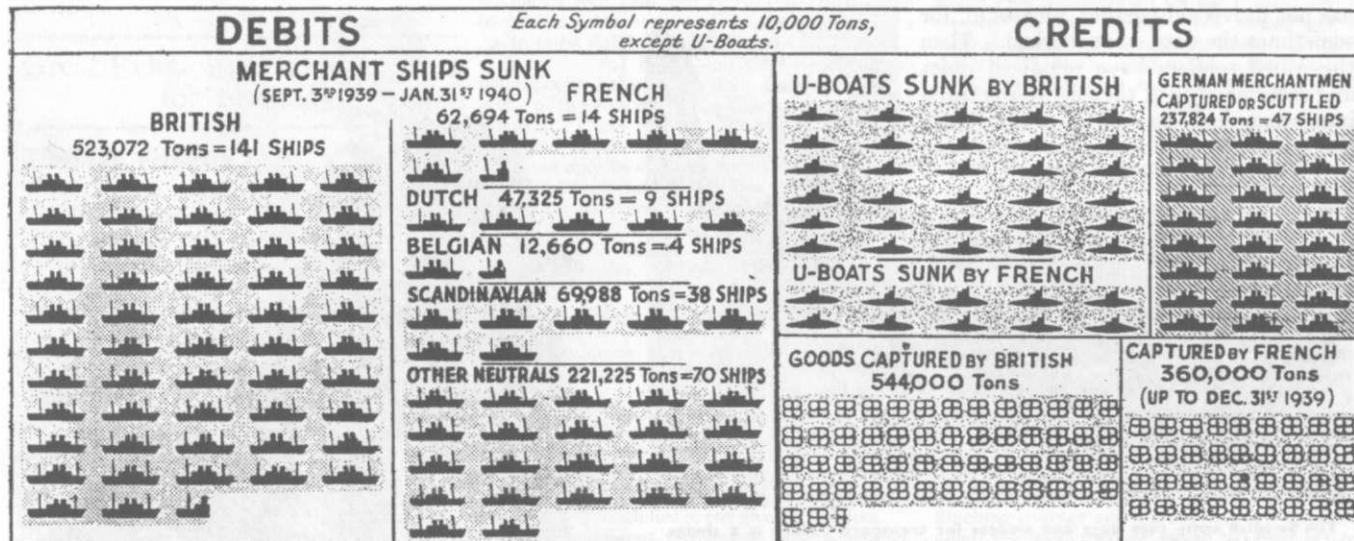 DEBITS
Each Symbol represents 10,000 Tons,
except U-Boats.
CREDITS
MERCHANT SHIPS SUNK
(SEPT. 3RD 1939 – JAN. 31ST 1940)
BRITISH
523,072 Tons = 141 SHIPS
FRENCH
62,694 Tons = 14 SHIPS
DUTCH 47,325 Tons = 9 SHIPS
BELGIAN 12,660 Tons = 4 SHIPS
SCANDINAVIAN 69,988 Tons = 38 SHIPS
OTHER NEUTRALS 221,225 Tons = 70 SHIPS
U-BOATS SUNK BY BRITISH
U-BOATS SUNK BY FRENCH
GERMAN MERCHANTMEN
CAPTURED OR SCUTTLED
237,824 Tons = 47 SHIPS
GOODS CAPTURED BY BRITISH
544,000 Tons
CAPTURED BY FRENCH
360,000 Tons
(UP TO DEC. 31ST 1939)